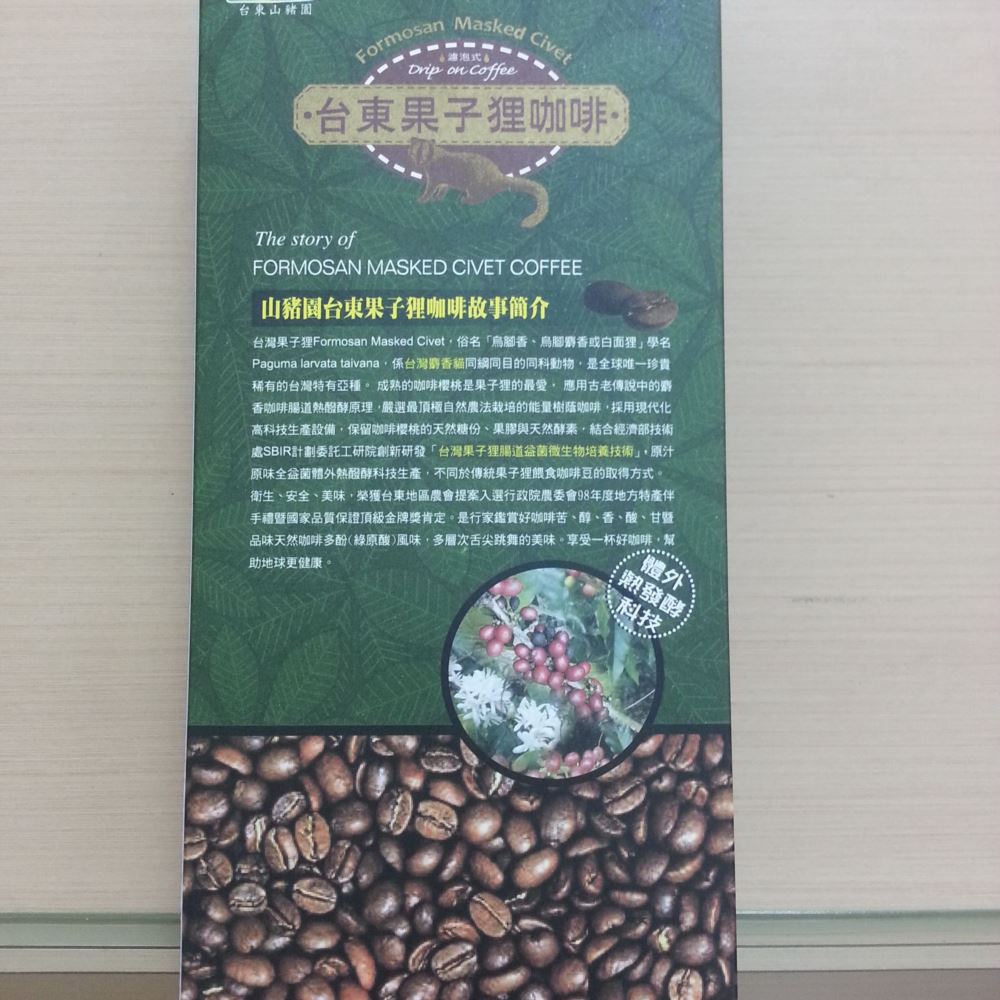 台東山豬園
Formosan Masked Civet
濾泡式
Drip on Coffee
台東果子狸咖啡
The story of
FORMOSAN MASKED CIVET COFFEE
山豬園台東果子狸咖啡故事簡介
台灣果子狸Formosan Masked Civet，俗名「烏腳香、烏腳麝香或白面狸」學名
Paguma larvata taivana，係台灣麝香貓同綱同目的同科動物，是全球唯一珍貴
稀有的台灣特有亞種。成熟的咖啡櫻桃是果子狸的最愛，應用古老傳說中的麝
香咖啡腸道熱醱酵原理，嚴選最頂極自然農法栽培的能量樹蔭咖啡，採用現代化
高科技生產設備，保留咖啡櫻桃的天然糖份、果膠與天然酵素，結合經濟部技術
處SBIR計劃委託工研院創新研發「台灣果子狸腸道益菌微生物培養技術」，原汁
原味全益菌體外熱醱酵科技生產，不同於傳統果子狸餵食咖啡豆的取得方式。
衛生、安全、美味，榮獲台東地區農會提案入選行政院農委會98年度地方特產伴
手禮暨國家品質保證頂級金牌獎肯定。是行家鑑賞好咖啡苦、醇、香、酸、甘暨
品味天然咖啡多酚(綠原酸)風味，多層次舌尖跳舞的美味。享受一杯好咖啡，幫
助地球更健康。
體外
熱發酵
科技